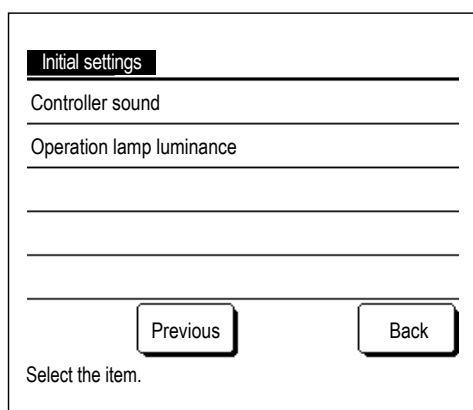 Initial settings
Controller sound
Operation lamp luminance
Previous
Back
Select the item.